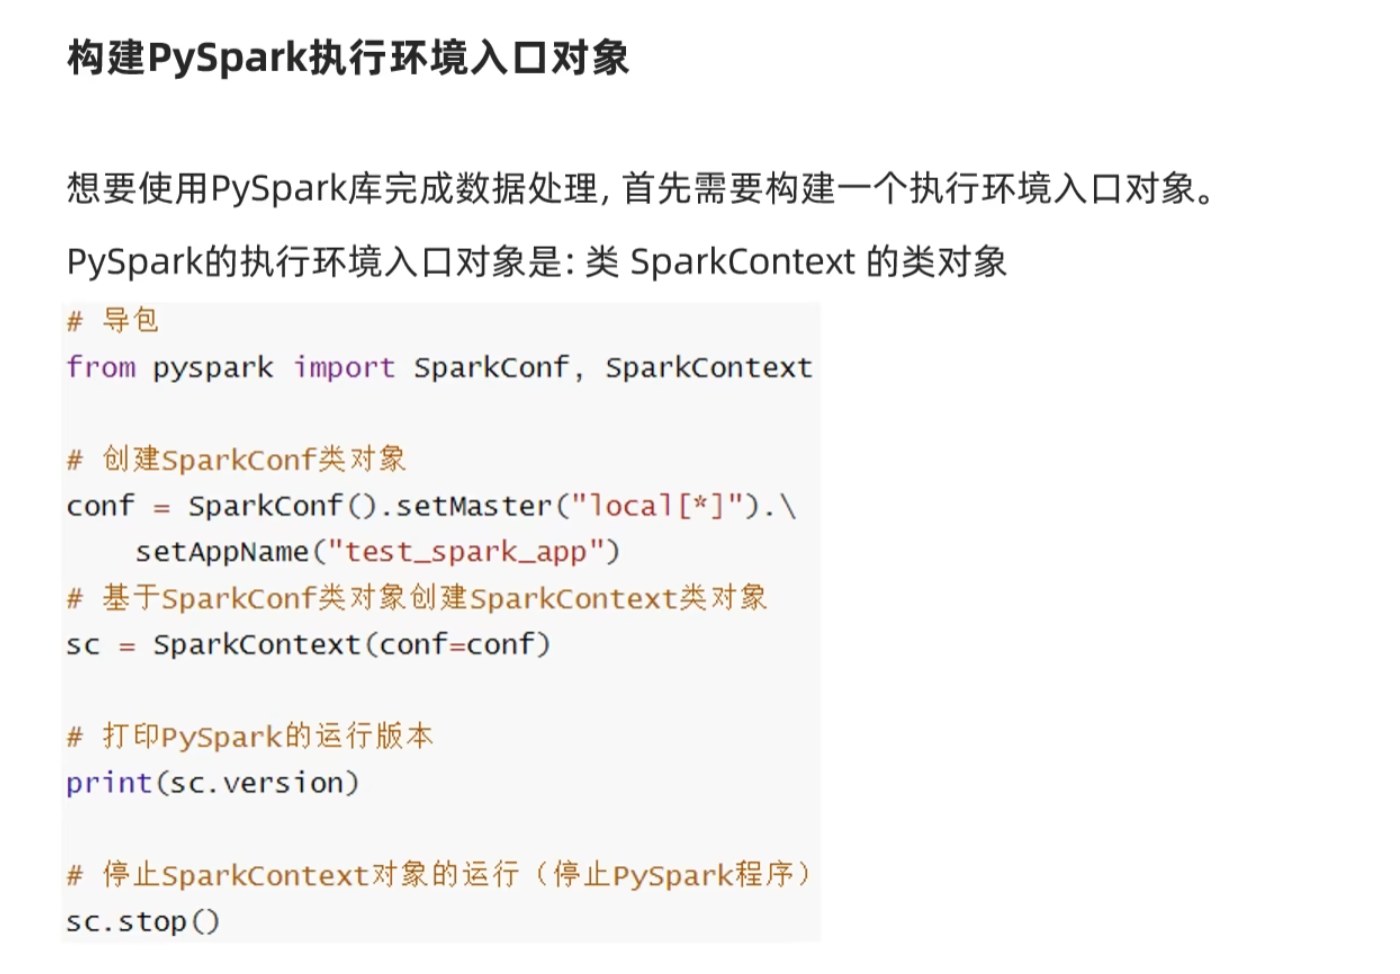 构建PySpark执行环境入口对象
想要使用PySpark库完成数据处理, 首先需要构建一个执行环境入口对象。
PySpark的执行环境入口对象是: 类 SparkContext 的类对象
# 导包
from pyspark import SparkConf, SparkContext
# 创建SparkConf类对象
conf = SparkConf().setMaster("local[*]").\
    setAppName("test_spark_app")
# 基于SparkConf类对象创建SparkContext类对象
sc = SparkContext(conf=conf)
# 打印PySpark的运行版本
print(sc.version)
# 停止SparkContext对象的运行（停止PySpark程序）
sc.stop()